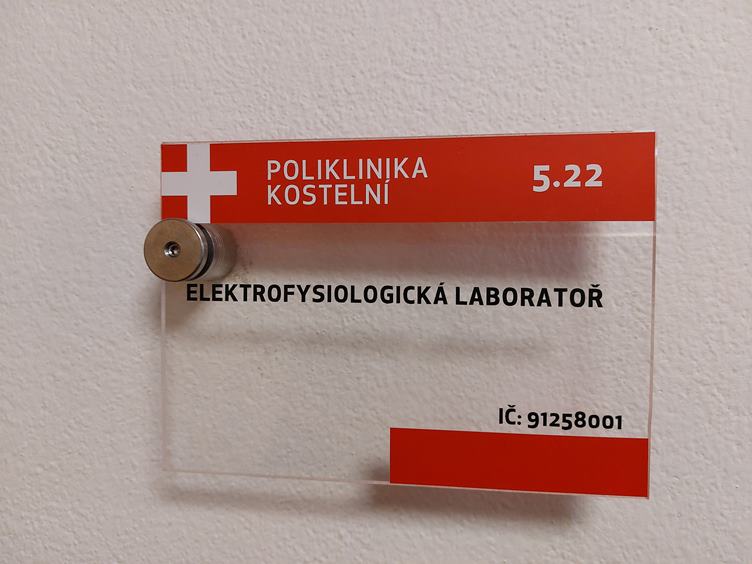 POLIKLINIKA
KOSTELNÍ
5.22
ELEKTROFYSIOLOGICKÁ LABORATOŘ
IČ: 91258001